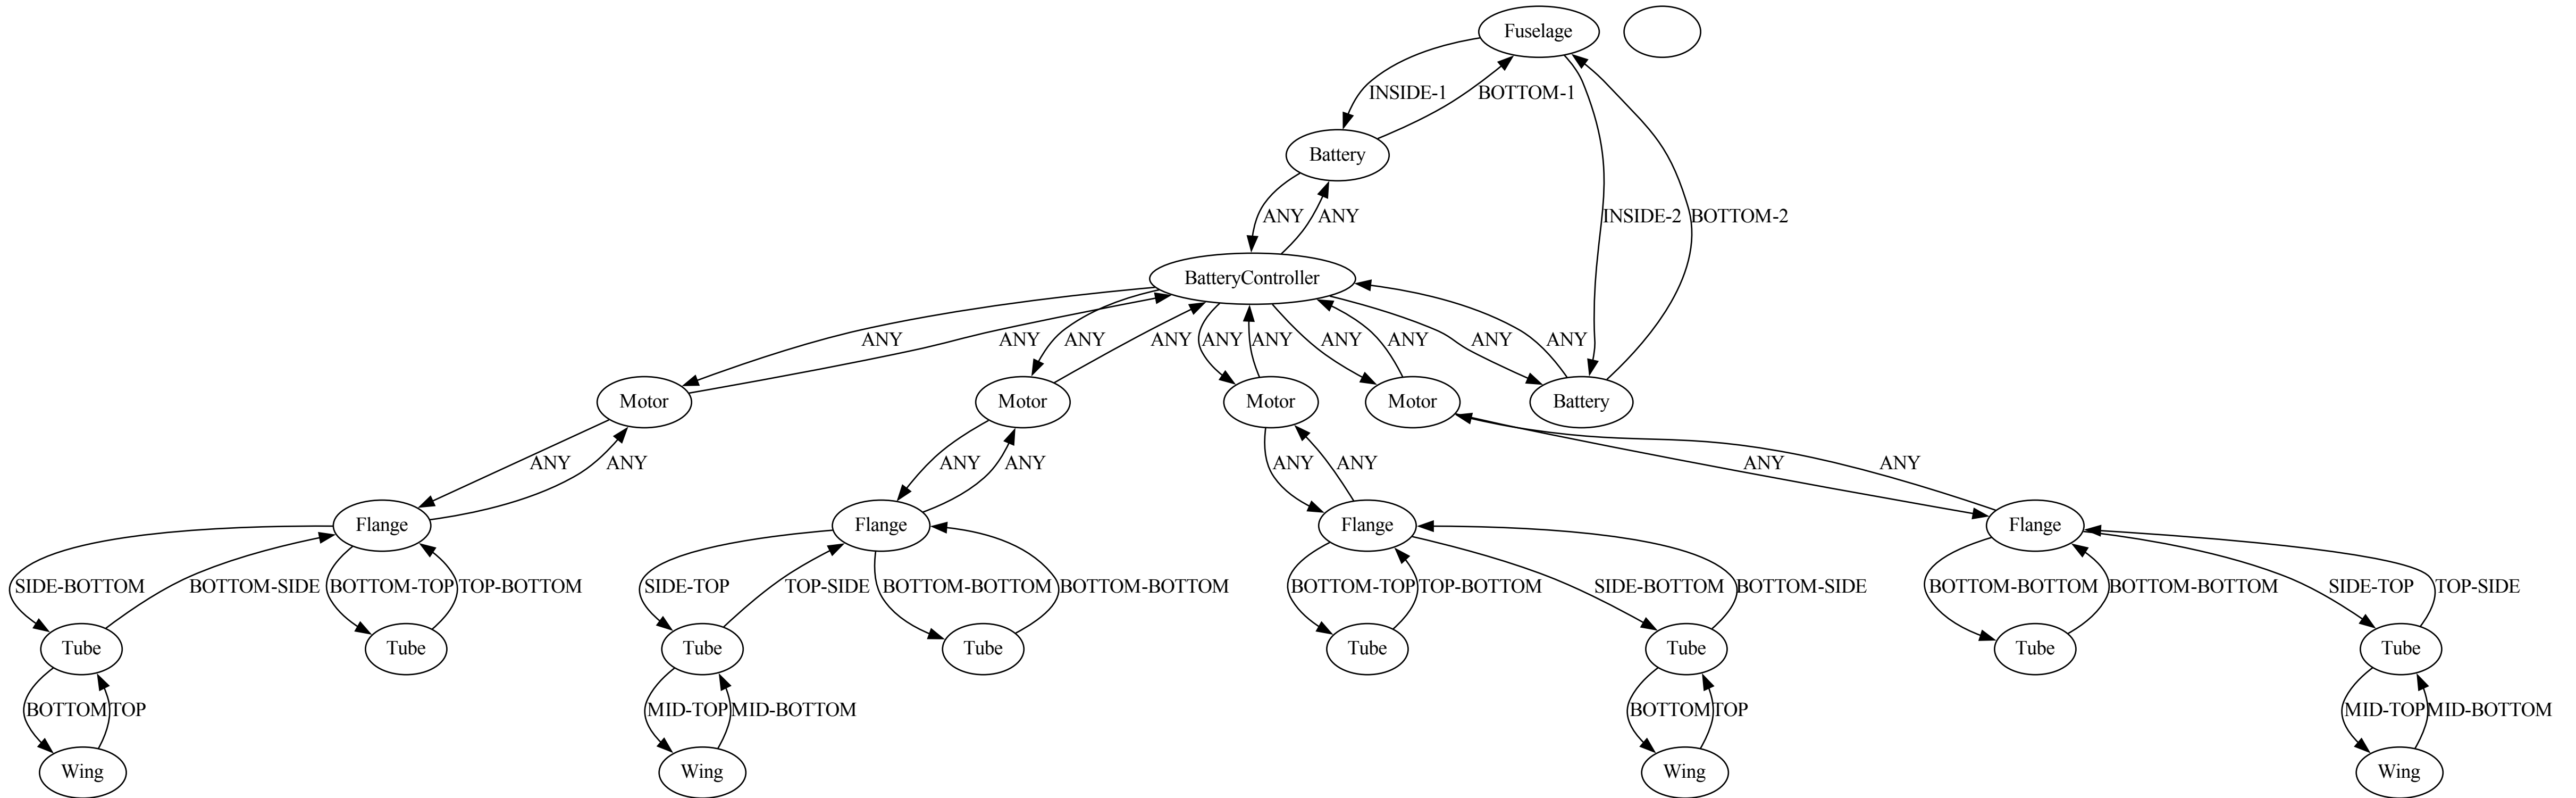 Fuselage
INSIDE-1
BOTTOM-1
Battery
ANY
ANY
INSIDE-2
BOTTOM-2
BatteryController
ANY
ANY
ANY
ANY
ANY
ANY
ANY
ANY
ANY
ANY
Motor
Motor
Motor
Motor
Battery
ANY
ANY
ANY
ANY
ANY
ANY
ANY
ANY
Flange
Flange
Flange
Flange
SIDE-BOTTOM
BOTTOM-SIDE
BOTTOM-TOP
TOP-BOTTOM
SIDE-TOP
TOP-SIDE
BOTTOM-BOTTOM
BOTTOM-BOTTOM
BOTTOM-TOP
TOP-BOTTOM
SIDE-BOTTOM
BOTTOM-SIDE
BOTTOM-BOTTOM
BOTTOM-BOTTOM
SIDE-TOP
TOP-SIDE
Tube
Tube
Tube
Tube
Tube
Tube
Tube
Tube
BOTTOM
TOP
MID-TOP
MID-BOTTOM
BOTTOM
TOP
MID-TOP
MID-BOTTOM
Wing
Wing
Wing
Wing